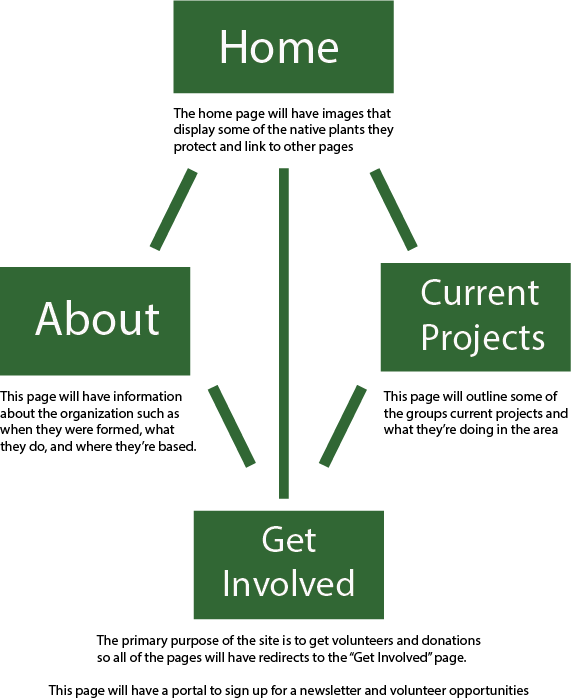 Home
The home page will have images that
display some of the native plants they
protect and link to other pages
About
This page will have information
about the organization such as
when they were formed, what
they do, and where they're based.
Current
Projects
This page will outline some of
the groups current projects and
what they're doing in the area
Get
Involved
The primary purpose of the site is to get volunteers and donations
so all of the pages will have redirects to the “Get Involved” page.
This page will have a portal to sign up for a newsletter and volunteer opportunities